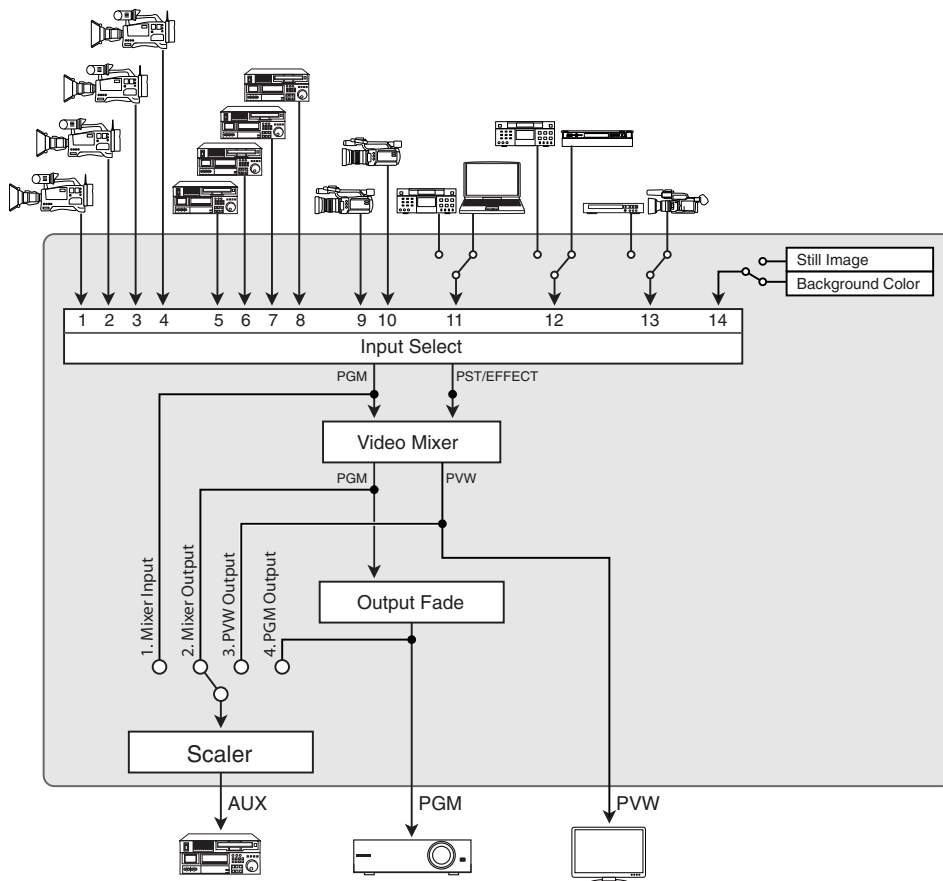 Still Image
Background Color
1 2 3 4 5 6 7 8 9 10 11 12 13 14
Input Select
PGM PST/EFFECT
Video Mixer
PGM PVW
1. Mixer Input
2. Mixer Output
3. PVW Output
4. PGM Output
Output Fade
Scaler
AUX PGM PVW